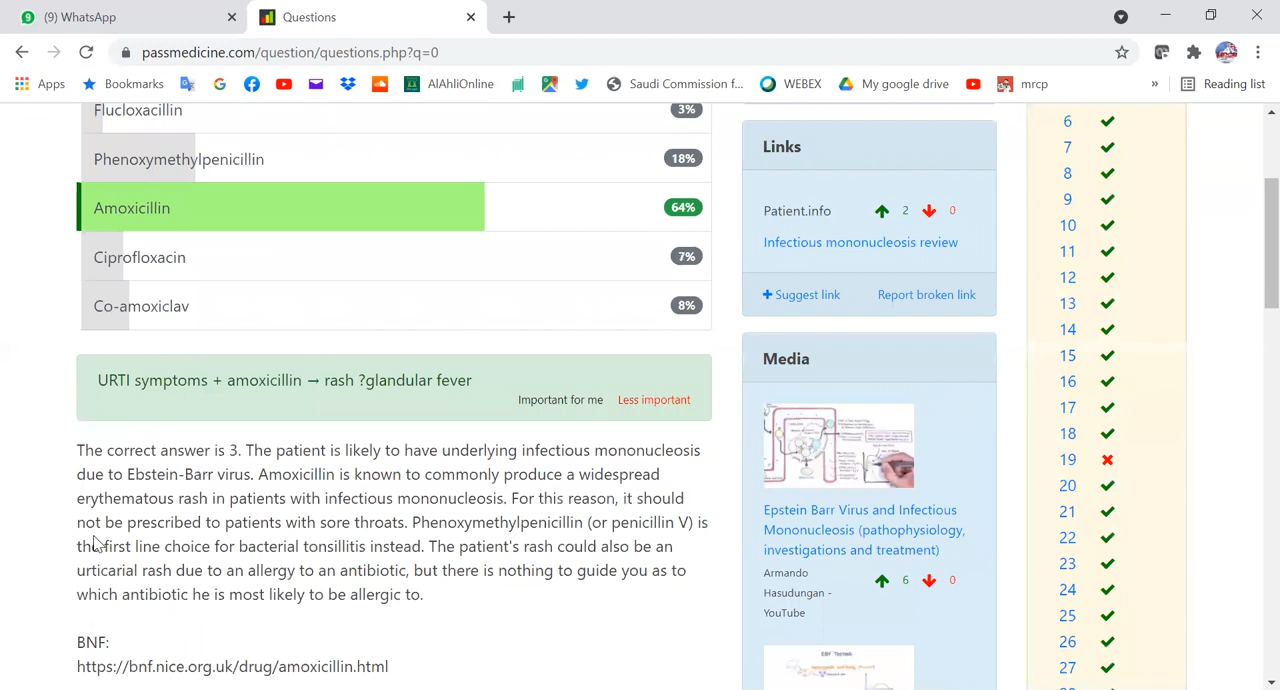 (9) WhatsApp
Questions
passmedicine.com/question/questions.php?q=0
Apps Bookmarks AlAhliOnline Saudi Commission f... WEBEX My google drive mrcp » Reading list
Flucloxacillin 3%
Phenoxymethylpenicillin 18%
Amoxicillin 64%
Ciprofloxacin 7%
Co-amoxiclav 8%
URTI symptoms + amoxicillin → rash ?glandular fever
Important for me Less important
The correct answer is 3. The patient is likely to have underlying infectious mononucleosis
due to Ebstein-Barr virus. Amoxicillin is known to commonly produce a widespread
erythematous rash in patients with infectious mononucleosis. For this reason, it should
not be prescribed to patients with sore throats. Phenoxymethylpenicillin (or penicillin V) is
the first line choice for bacterial tonsillitis instead. The patient's rash could also be an
urticarial rash due to an allergy to an antibiotic, but there is nothing to guide you as to
which antibiotic he is most likely to be allergic to.
BNF:
https://bnf.nice.org.uk/drug/amoxicillin.html
Links
Patient.info 2 0
Infectious mononucleosis review
Suggest link Report broken link
Media
Epstein Barr Virus and Infectious
Mononucleosis (pathophysiology,
investigations and treatment)
Armando
Hasudungan -
YouTube
6 0
6
7
8
9
10
11
12
13
14
15
16
17
18
19
20
21
22
23
24
25
26
27